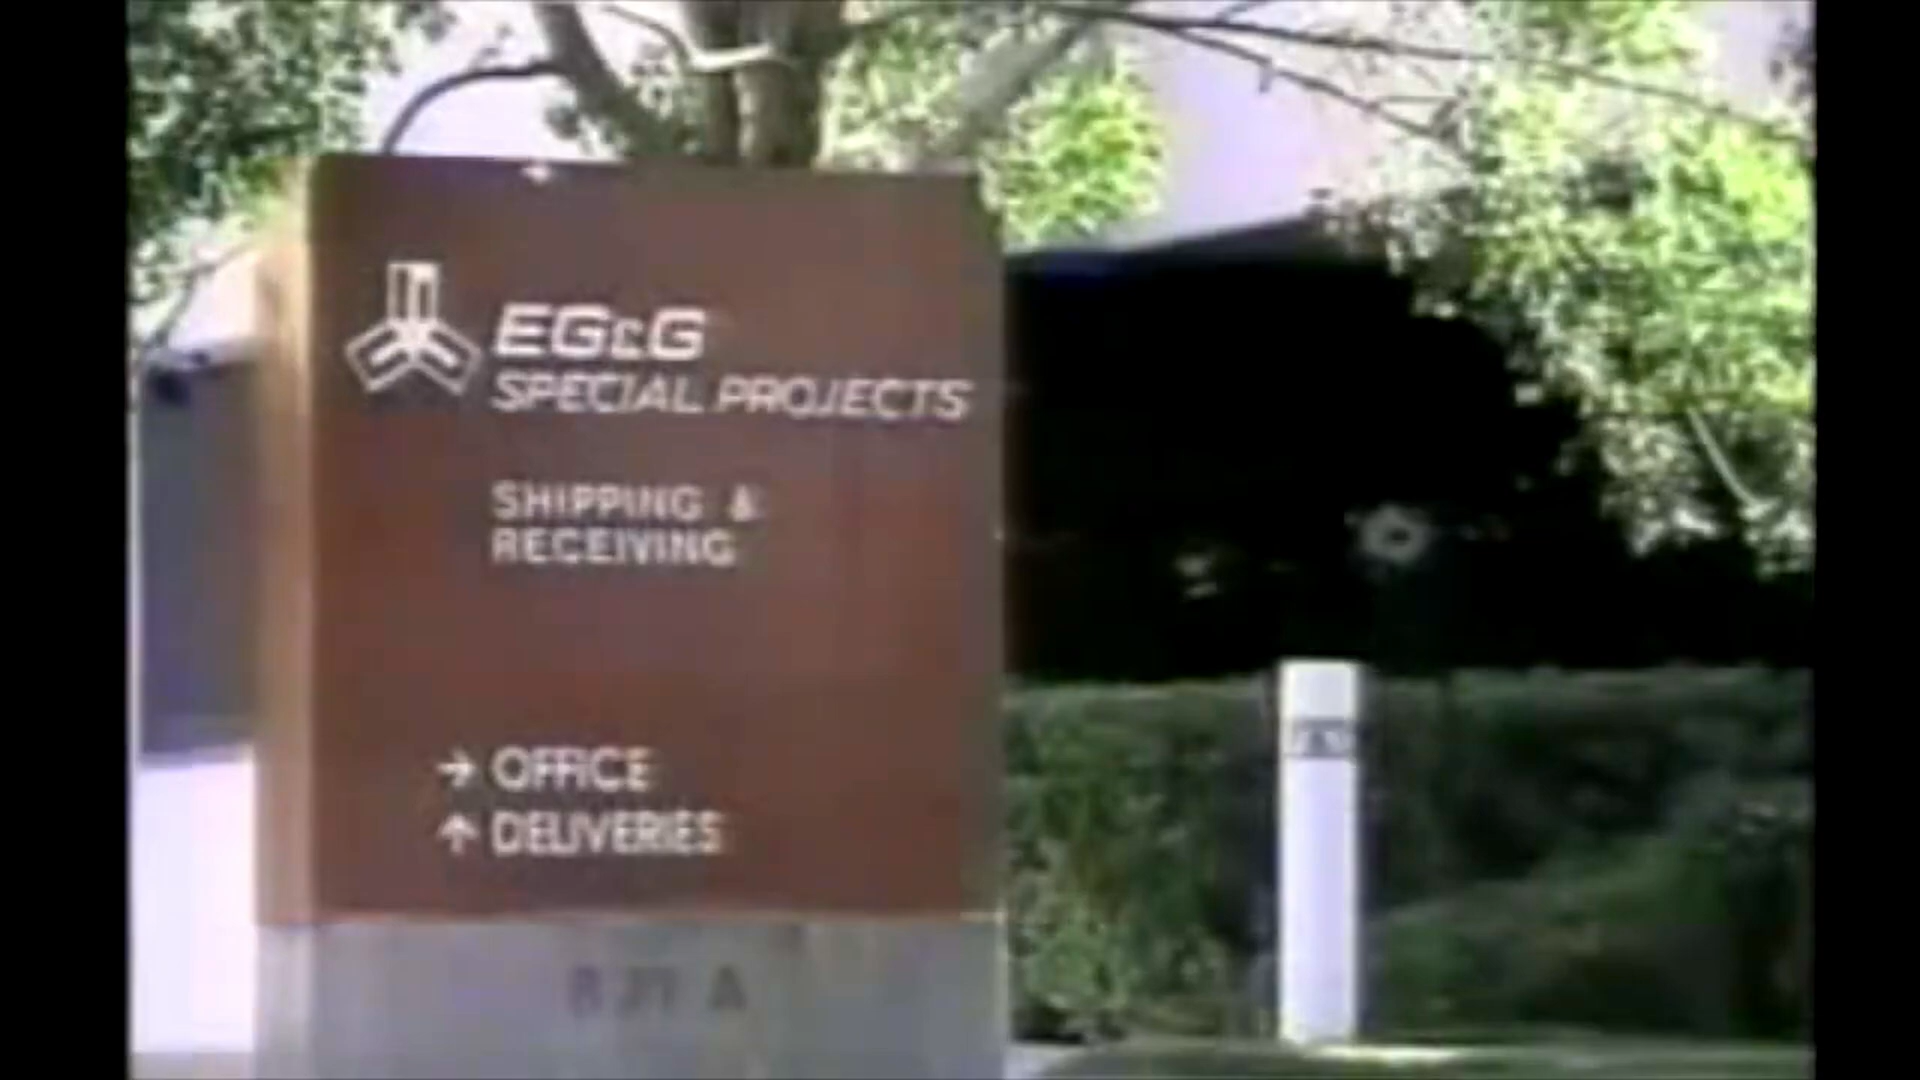 EG&G
SPECIAL PROJECTS
SHIPPING &
RECEIVING
→ OFFICE
↑ DELIVERIES